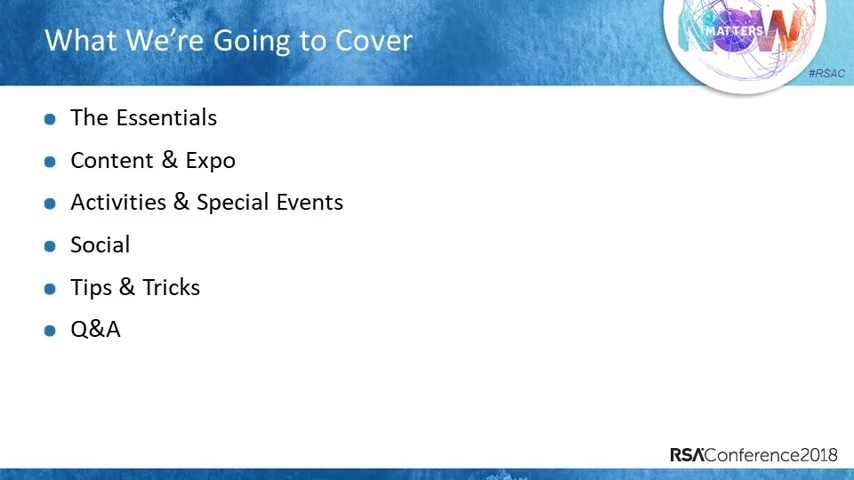 What We're Going to Cover
NOW
MATTERS
#RSAC
The Essentials
Content & Expo
Activities & Special Events
Social
Tips & Tricks
Q&A
RSAConference2018